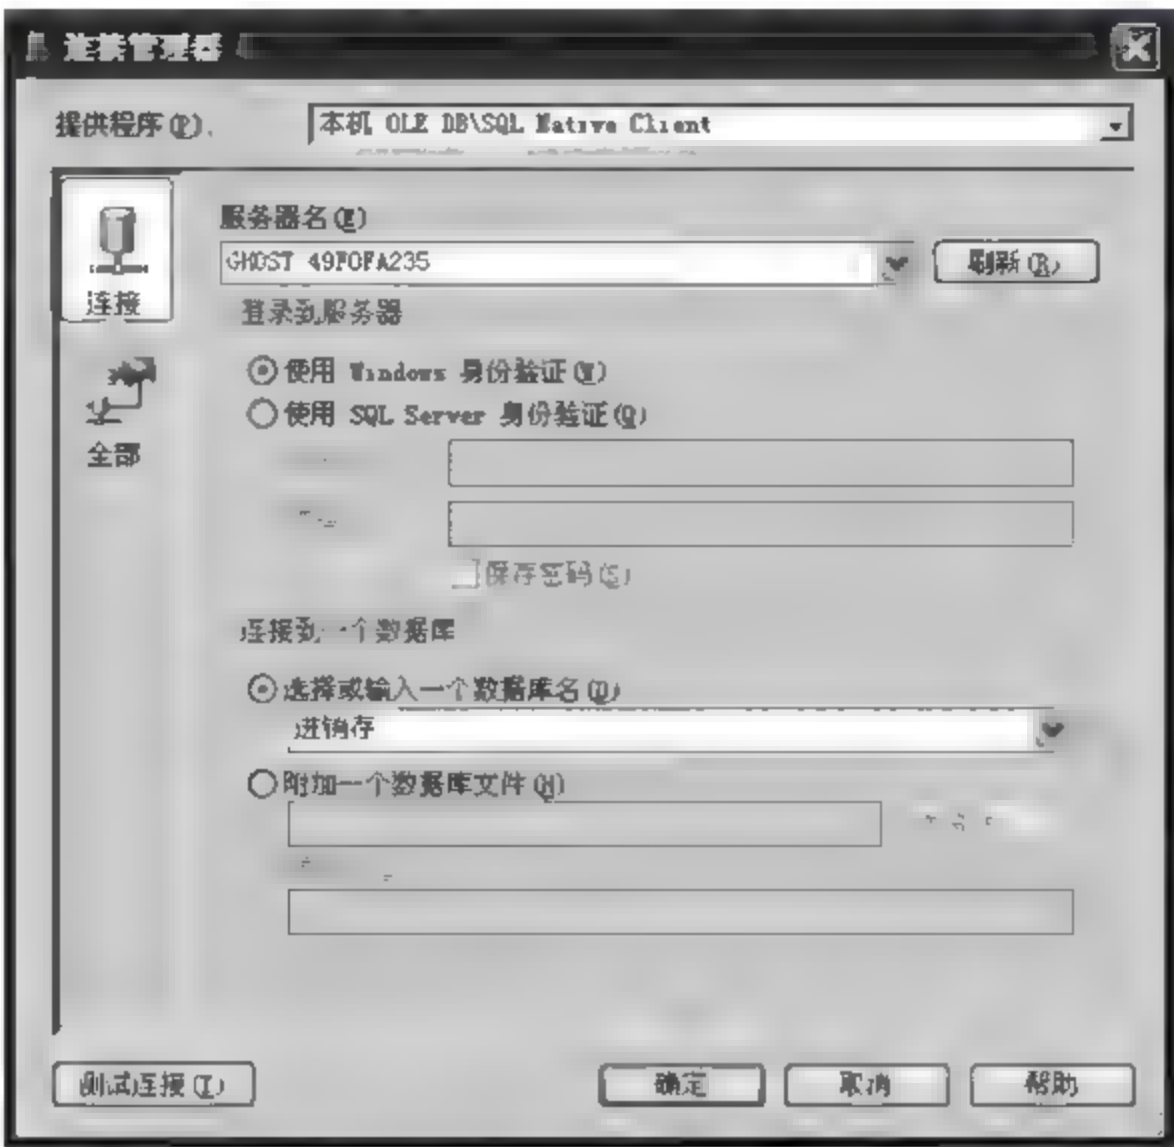 连接管理器
提供程序(P):
本机 OLE DB\SQL Native Client
连接
全部
服务器名(E)
GHOST 49F0FA235
刷新(R)
登录到服务器
使用 Windows 身份验证(W)
使用 SQL Server 身份验证(Q)
保存密码(S)
连接到一个数据库
选择或输入一个数据库名(D)
进销存
附加一个数据库文件(H)
测试连接(T)
确定
取消
帮助